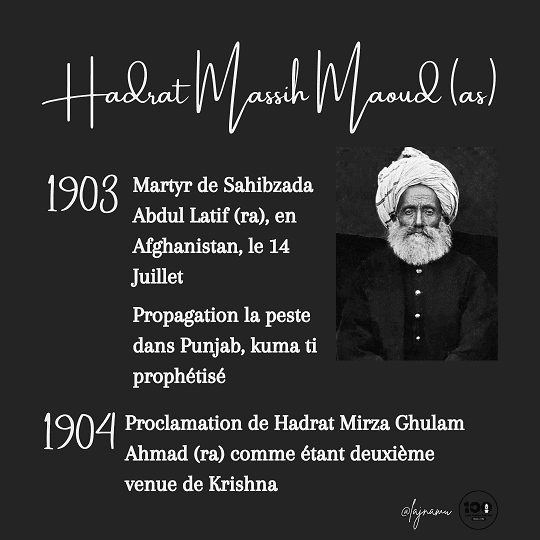 Hadrat Massih Maoud (as)
1903
Martyr de Sahibzada
Abdul Latif (ra), en
Afghanistan, le 14
Juillet
Propagation la peste
dans Punjab, kuma ti
prophétisé
1904
Proclamation de Hadrat Mirza Ghulam
Ahmad (ra) comme étant deuxième
venue de Krishna
@lajnamu
100